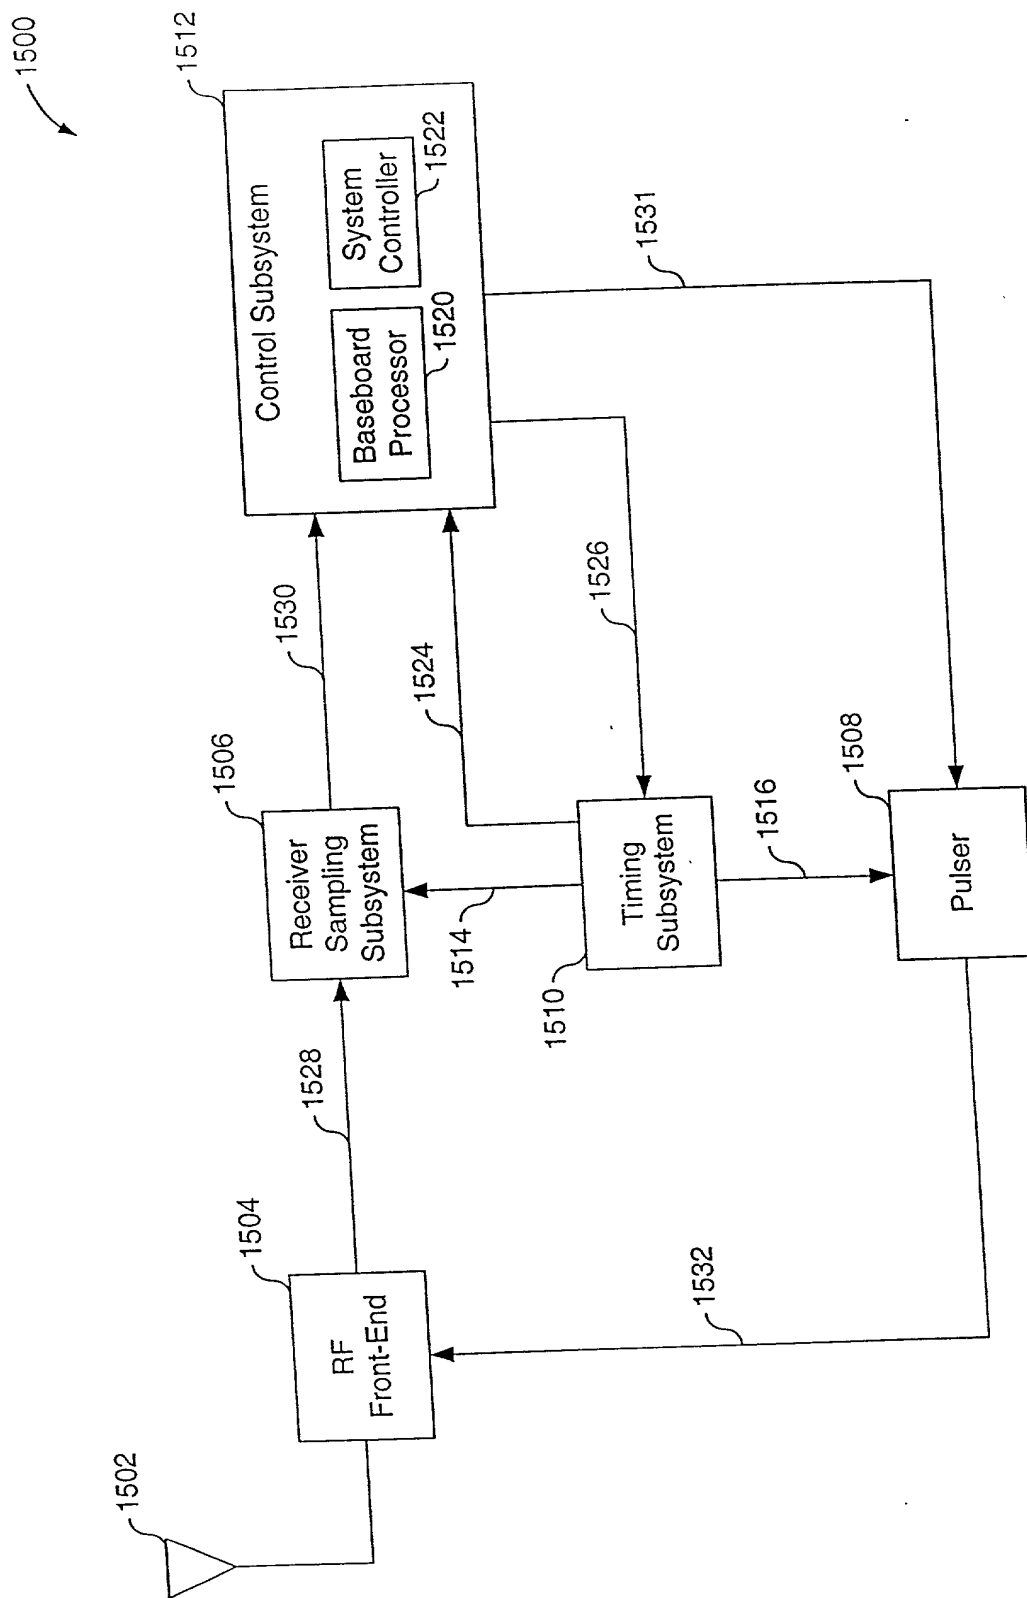 1500
1512
Control Subsystem
Baseboard
Processor
1520
System
Controller
1522
1530
1524
1526
1531
1506
Receiver
Sampling
Subsystem
1514
Timing
Subsystem
1510
1516
1508
Pulser
1528
1504
RF
Front-End
1532
1502